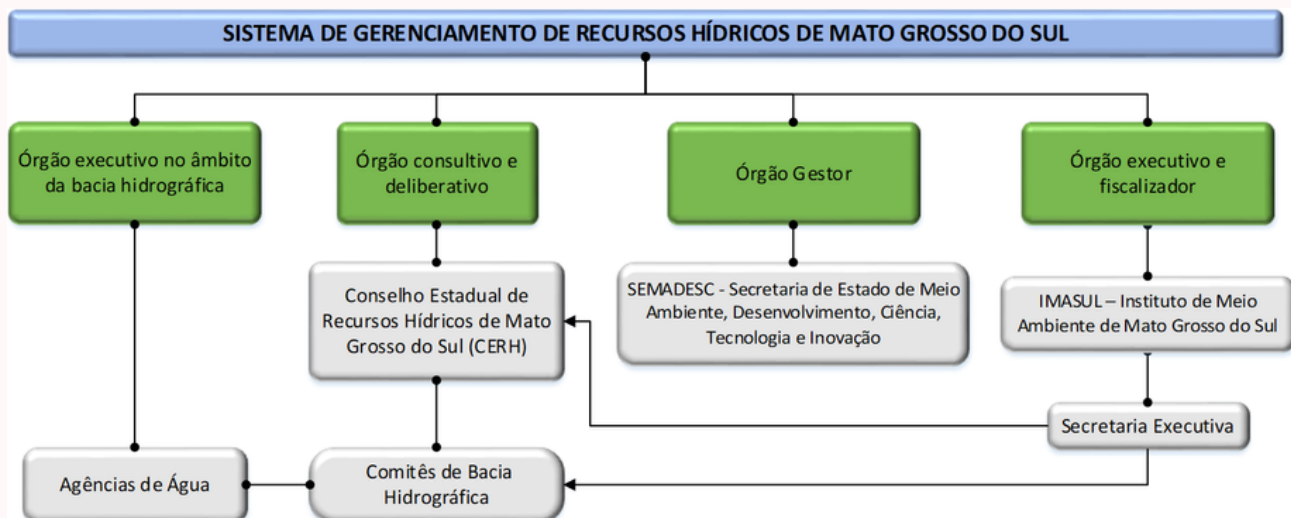 SISTEMA DE GERENCIAMENTO DE RECURSOS HÍDRICOS DE MATO GROSSO DO SUL
Órgão executivo no âmbito
da bacia hidrográfica
Órgão consultivo e
deliberativo
Órgão Gestor
Órgão executivo e
fiscalizador
Conselho Estadual de
Recursos Hídricos de Mato
Grosso do Sul (CERH)
SEMADESC - Secretaria de Estado de Meio
Ambiente, Desenvolvimento, Ciência,
Tecnologia e Inovação
IMASUL – Instituto de Meio
Ambiente de Mato Grosso do Sul
Secretaria Executiva
Agências de Água
Comitês de Bacia
Hidrográfica